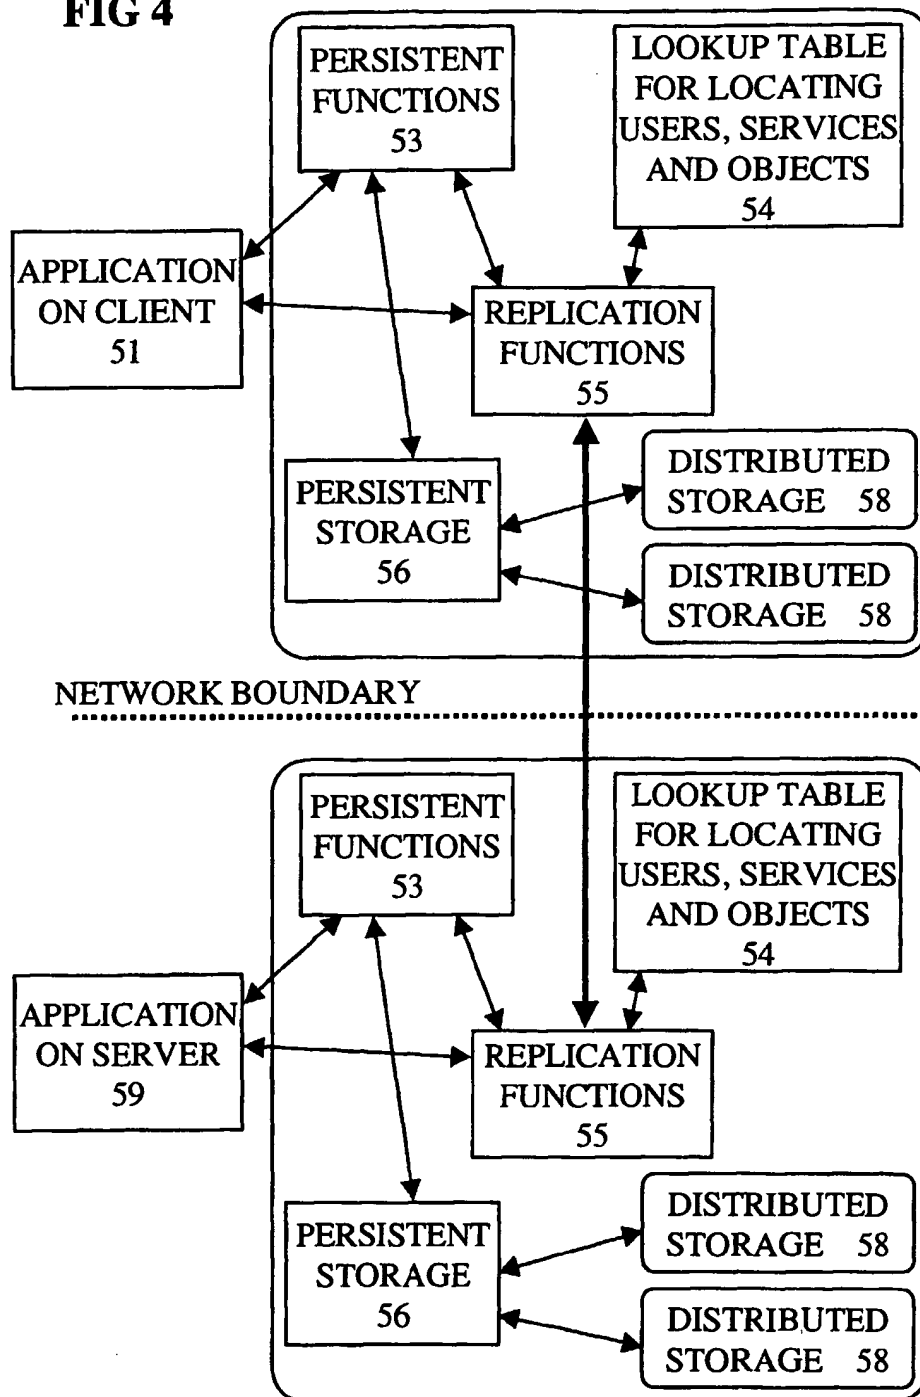 FIG 4
PERSISTENT
FUNCTIONS
53
LOOKUP TABLE
FOR LOCATING
USERS, SERVICES
AND OBJECTS
54
APPLICATION
ON CLIENT
51
REPLICATION
FUNCTIONS
55
PERSISTENT
STORAGE
56
DISTRIBUTED
STORAGE 58
DISTRIBUTED
STORAGE 58
NETWORK BOUNDARY
PERSISTENT
FUNCTIONS
53
LOOKUP TABLE
FOR LOCATING
USERS, SERVICES
AND OBJECTS
54
APPLICATION
ON SERVER
59
REPLICATION
FUNCTIONS
55
PERSISTENT
STORAGE
56
DISTRIBUTED
STORAGE 58
DISTRIBUTED
STORAGE 58